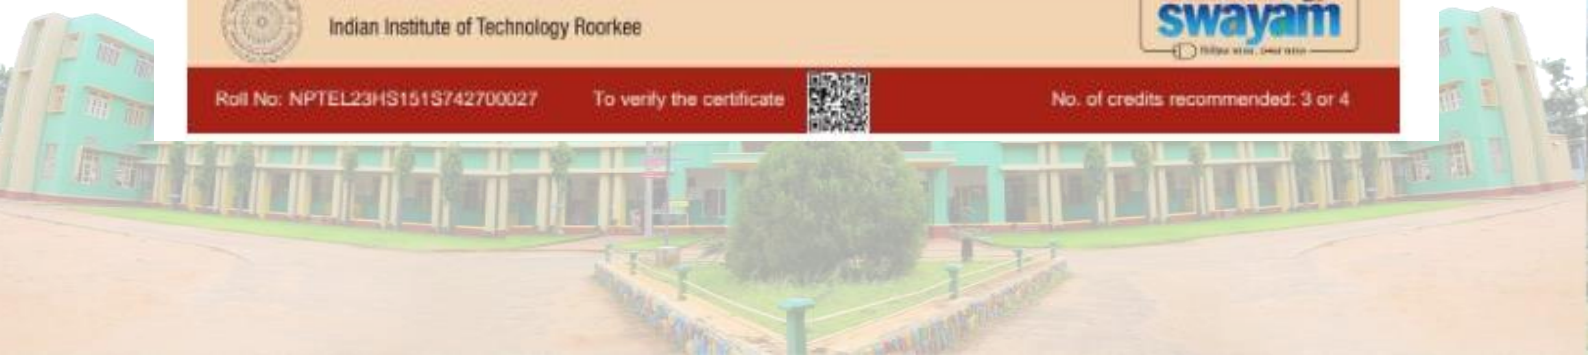 Indian Institute of Technology Roorkee
swayam
Roll No: NPTEL23HS151S742700027
To verify the certificate
No. of credits recommended: 3 or 4